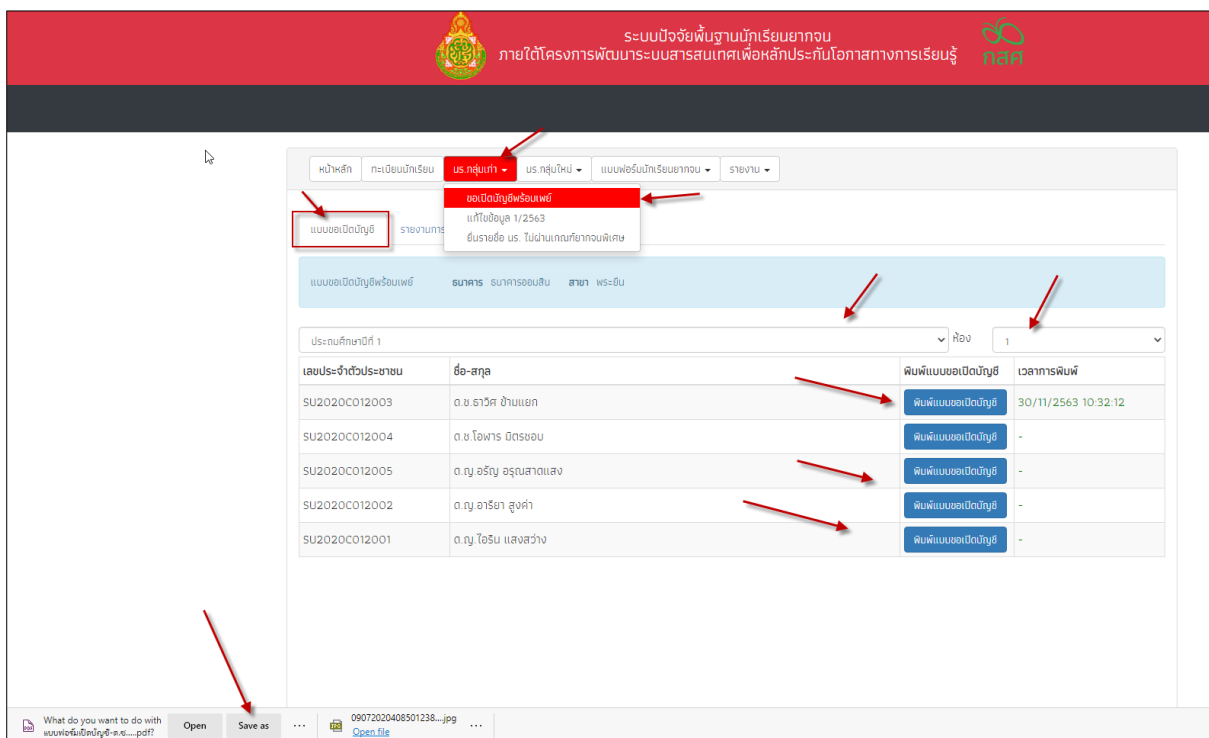 ระบบปัจจัยพื้นฐานนักเรียนยากจน
ภายใต้โครงการพัฒนาระบบสารสนเทศเพื่อหลักประกันโอกาสทางการเรียนรู้
กสศ
หน้าหลัก ทะเบียนนักเรียน นร.กลุ่มเก่า นร.กลุ่มใหม่ แบบฟอร์มนักเรียนยากจน รายงาน
ขอเปิดบัญชีพร้อมเพย์
แก้ไขข้อมูล 1/2563
ยื่นรายชื่อ นร. ไม่ผ่านเกณฑ์ยากจนพิเศษ
แบบขอเปิดบัญชี รายงานการ
แบบขอเปิดบัญชีพร้อมเพย์ ธนาคาร ธนาคารออมสิน สาขา พระยืน
ประถมศึกษาปีที่ 1 ห้อง 1
เลขประจำตัวประชาชน ชื่อ-สกุล พิมพ์แบบขอเปิดบัญชี เวลาการพิมพ์
SU2020C012003 ด.ช.ธาวิศ ข้ามแยก พิมพ์แบบขอเปิดบัญชี 30/11/2563 10:32:12
SU2020C012004 ด.ช.โอฬาร มิตรชอบ พิมพ์แบบขอเปิดบัญชี -
SU2020C012005 ด.ญ.อรัญ อรุณสาดแสง พิมพ์แบบขอเปิดบัญชี -
SU2020C012002 ด.ญ.อารียา สูงค่า พิมพ์แบบขอเปิดบัญชี -
SU2020C012001 ด.ญ.ไอริน แสงสว่าง พิมพ์แบบขอเปิดบัญชี -
What do you want to do with
แบบฟอร์มเปิดบัญชี-ด.ช.....pdf?
Open Save as ... 09072020408501238....jpg ...
Open file